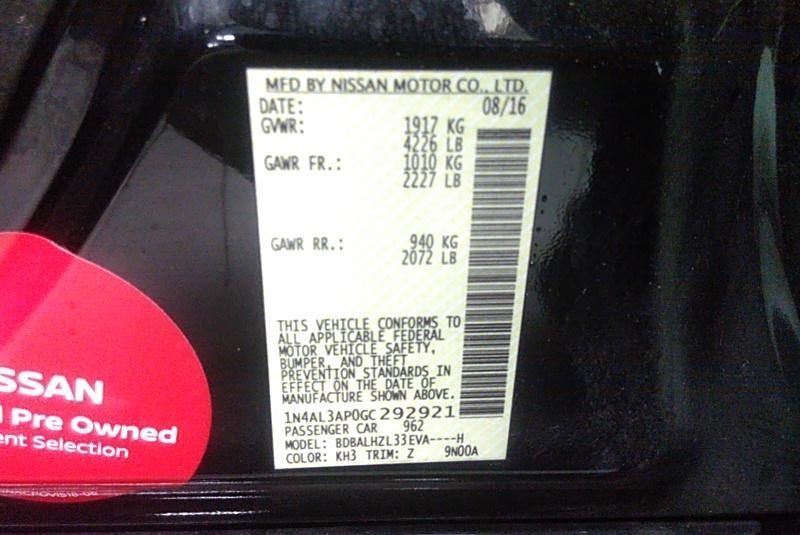 MFD BY NISSAN MOTOR CO., LTD.
DATE: 08/16
GVWR: 1917 KG
4226 LB
GAWR FR.: 1010 KG
2227 LB
GAWR RR.: 940 KG
2072 LB
THIS VEHICLE CONFORMS TO
ALL APPLICABLE FEDERAL
MOTOR VEHICLE SAFETY,
BUMPER, AND THEFT
PREVENTION STANDARDS IN
EFFECT ON THE DATE OF
MANUFACTURE SHOWN ABOVE.
1N4AL3AP0GC292921
PASSENGER CAR 962
MODEL: BDBALHZL33EVA----H
COLOR: KH3 TRIM: Z 9N00A
SSAN
Pre Owned
ent Selection